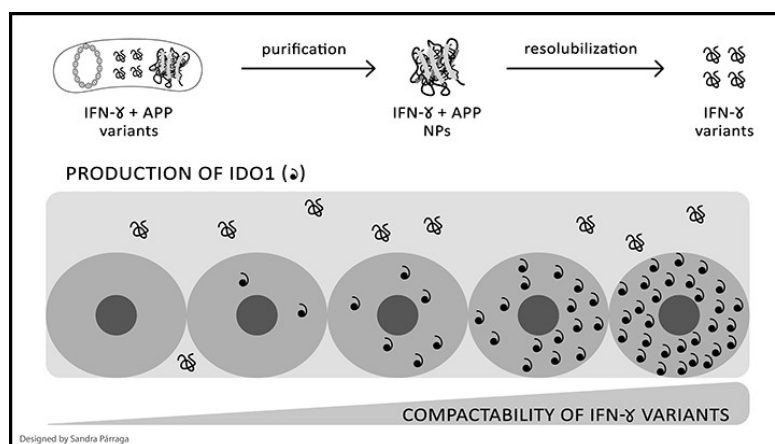 purification
resolubilization
IFN-ɤ + APP
variants
IFN-ɤ + APP
NPs
IFN-ɤ
variants
PRODUCTION OF IDO1 ( )
COMPACTABILITY OF IFN-ɤ VARIANTS
Designed by Sandra Párraga